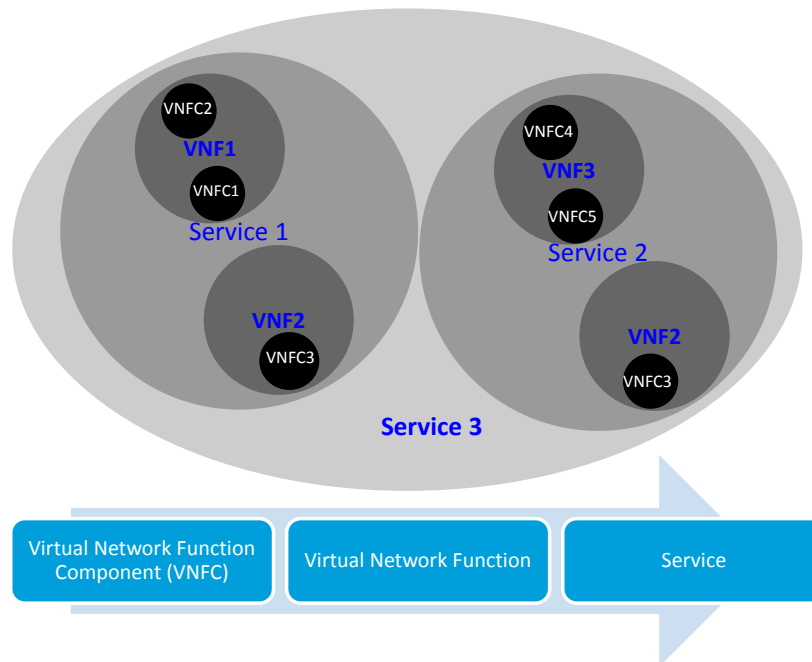 VNFC2
VNF1
VNFC1
Service 1
VNF2
VNFC3
VNFC4
VNF3
VNFC5
Service 2
VNF2
VNFC3
Service 3
Virtual Network Function
Component (VNFC)
Virtual Network Function
Service